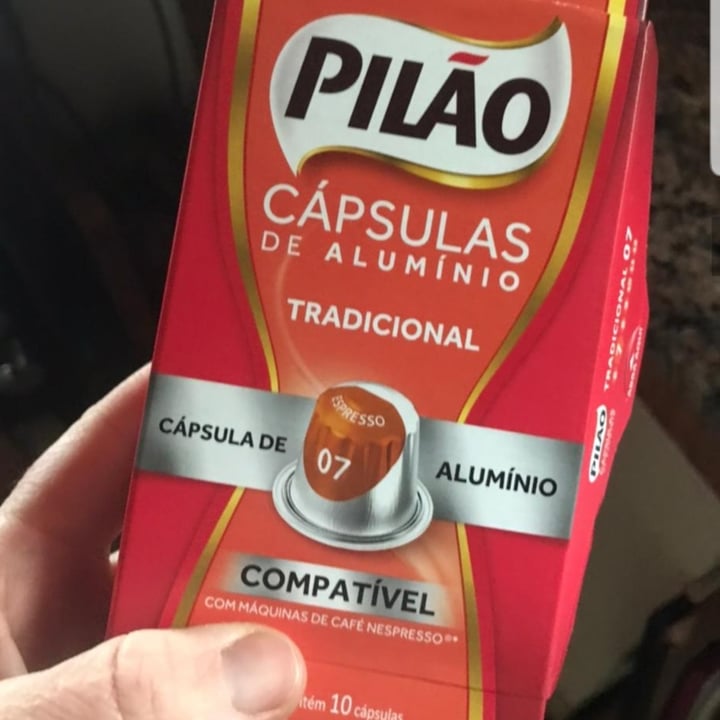 PILÃO
CÁPSULAS
DE ALUMÍNIO
TRADICIONAL
CÁPSULA DE
ESPRESSO
07
ALUMÍNIO
COMPATÍVEL
COM MÁQUINAS DE CAFÉ NESPRESSO®*
10 cápsulas
PILÃO
TRADICIONAL 07